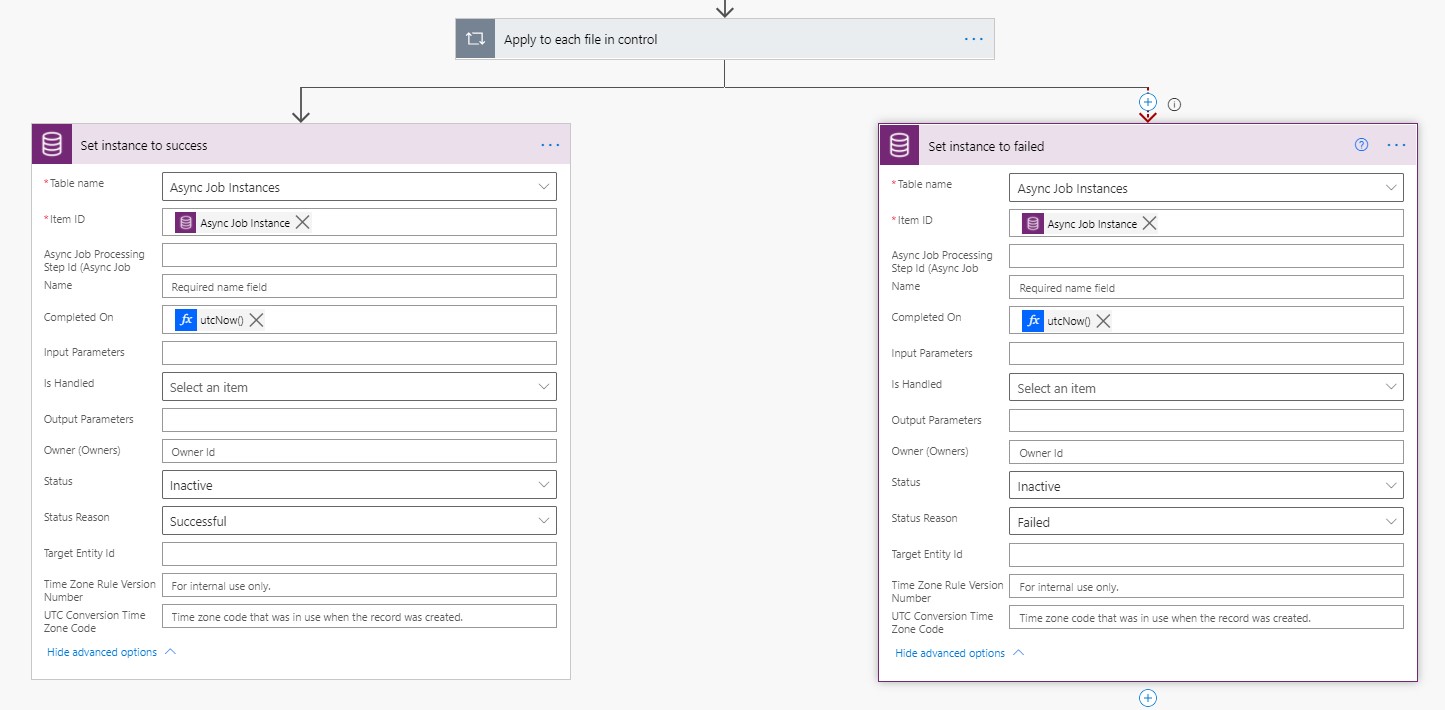 Apply to each file in control
Set instance to success
* Table name
Async Job Instances
* Item ID
Async Job Instance
Async Job Processing
Step Id (Async Job
Name
Required name field
Completed On
fx utcNow()
Input Parameters
Is Handled
Select an item
Output Parameters
Owner (Owners)
Owner Id
Status
Inactive
Status Reason
Successful
Target Entity Id
Time Zone Rule Version
Number
For internal use only.
UTC Conversion Time
Zone Code
Time zone code that was in use when the record was created.
Hide advanced options
Set instance to failed
* Table name
Async Job Instances
* Item ID
Async Job Instance
Async Job Processing
Step Id (Async Job
Name
Required name field
Completed On
fx utcNow()
Input Parameters
Is Handled
Select an item
Output Parameters
Owner (Owners)
Owner Id
Status
Inactive
Status Reason
Failed
Target Entity Id
Time Zone Rule Version
Number
For internal use only.
UTC Conversion Time
Zone Code
Time zone code that was in use when the record was created.
Hide advanced options